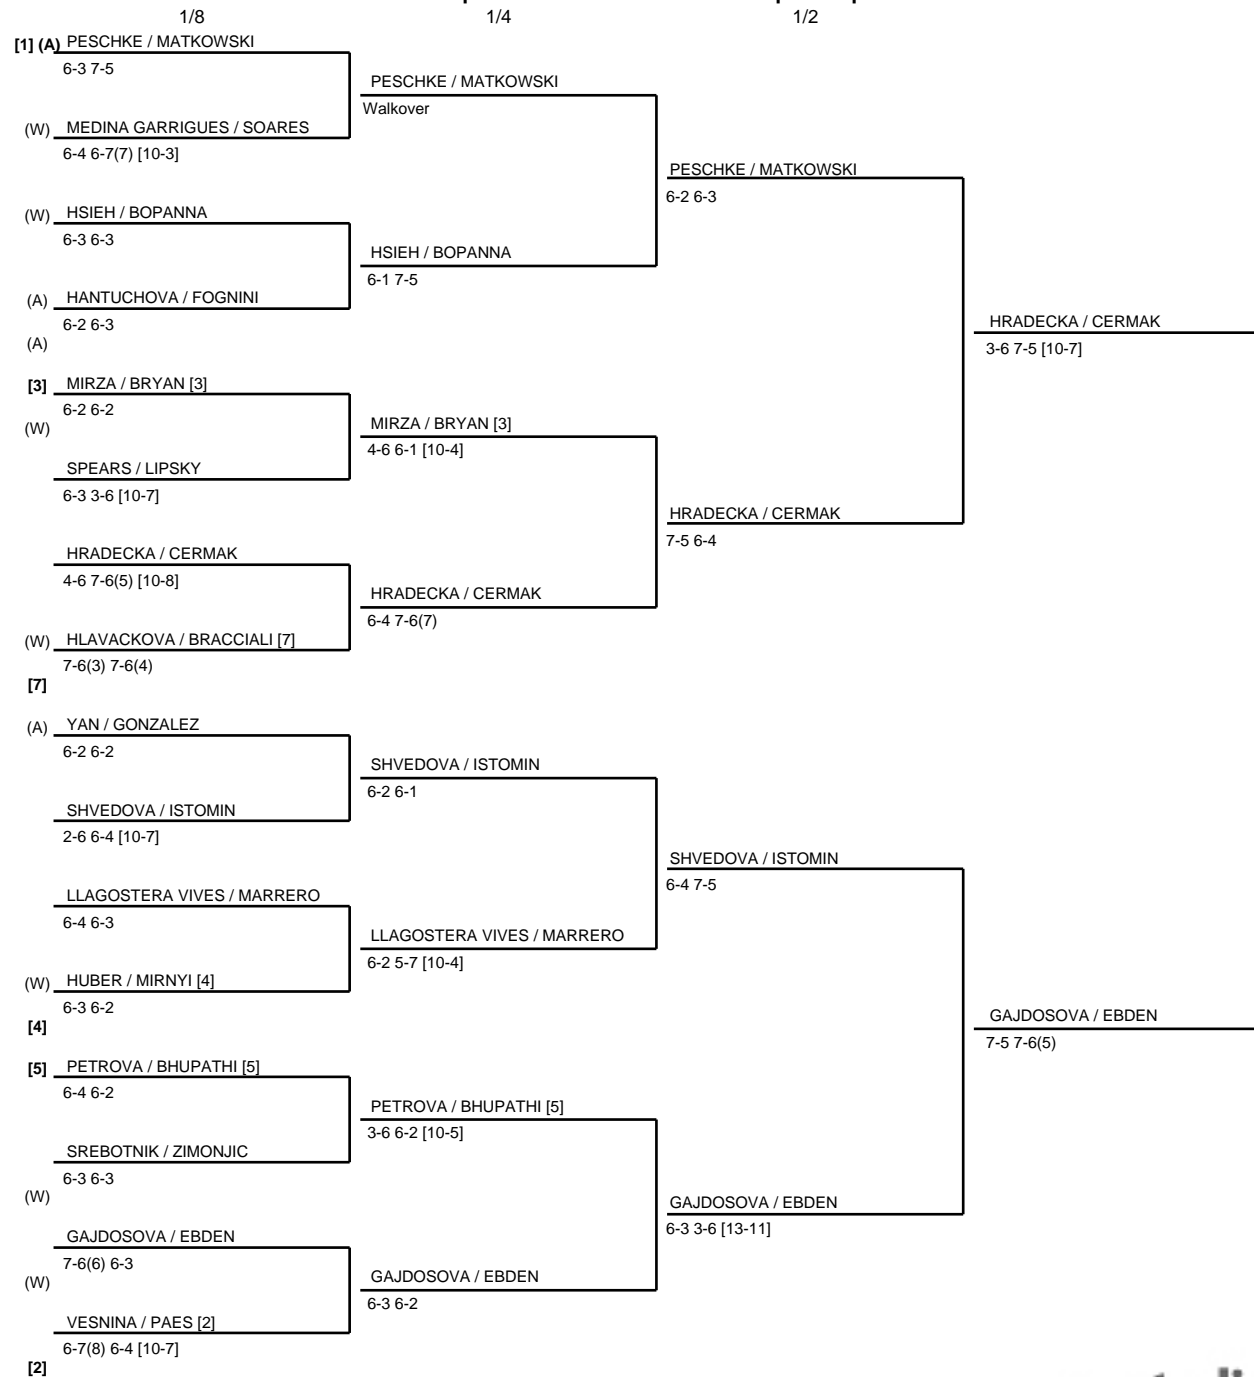 1/8 1/4 1/2
[1] (A) PESCHKE / MATKOWSKI
6-3 7-5
PESCHKE / MATKOWSKI
Walkover
(W) MEDINA GARRIGUES / SOARES
6-4 6-7(7) [10-3]
PESCHKE / MATKOWSKI
6-2 6-3
(W) HSIEH / BOPANNA
6-3 6-3
HSIEH / BOPANNA
6-1 7-5
(A) HANTUCHOVA / FOGNINI
6-2 6-3
(A)
HRADECKA / CERMAK
3-6 7-5 [10-7]
[3] MIRZA / BRYAN [3]
6-2 6-2
(W)
MIRZA / BRYAN [3]
4-6 6-1 [10-4]
SPEARS / LIPSKY
6-3 3-6 [10-7]
HRADECKA / CERMAK
7-5 6-4
HRADECKA / CERMAK
4-6 7-6(5) [10-8]
HRADECKA / CERMAK
6-4 7-6(7)
(W) HLAVACKOVA / BRACCIALI [7]
7-6(3) 7-6(4)
[7]
(A) YAN / GONZALEZ
6-2 6-2
SHVEDOVA / ISTOMIN
6-2 6-1
SHVEDOVA / ISTOMIN
2-6 6-4 [10-7]
SHVEDOVA / ISTOMIN
6-4 7-5
LLAGOSTERA VIVES / MARRERO
6-4 6-3
LLAGOSTERA VIVES / MARRERO
6-2 5-7 [10-4]
(W) HUBER / MIRNYI [4]
6-3 6-2
[4]
GAJDOSOVA / EBDEN
7-5 7-6(5)
[5] PETROVA / BHUPATHI [5]
6-4 6-2
PETROVA / BHUPATHI [5]
3-6 6-2 [10-5]
SREBOTNIK / ZIMONJIC
6-3 6-3
(W)
GAJDOSOVA / EBDEN
6-3 3-6 [13-11]
GAJDOSOVA / EBDEN
7-6(6) 6-3
(W)
GAJDOSOVA / EBDEN
6-3 6-2
VESNINA / PAES [2]
6-7(8) 6-4 [10-7]
[2]